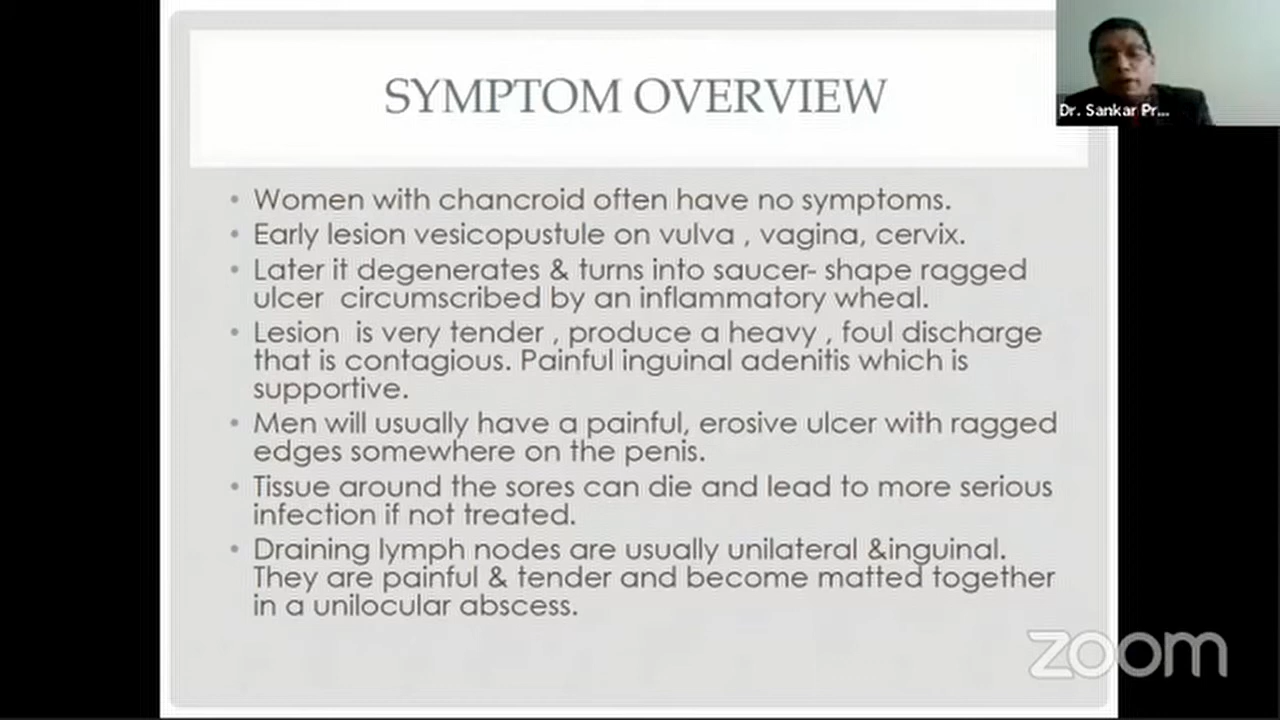 SYMPTOM OVERVIEW
Dr. Sankar Pr...
• Women with chancroid often have no symptoms.
• Early lesion vesicopustule on vulva , vagina, cervix.
• Later it degenerates & turns into saucer- shape ragged
ulcer circumscribed by an inflammatory wheal.
• Lesion is very tender , produce a heavy , foul discharge
that is contagious. Painful inguinal adenitis which is
supportive.
• Men will usually have a painful, erosive ulcer with ragged
edges somewhere on the penis.
• Tissue around the sores can die and lead to more serious
infection if not treated.
• Draining lymph nodes are usually unilateral &inguinal.
They are painful & tender and become matted together
in a unilocular abscess.
zoom